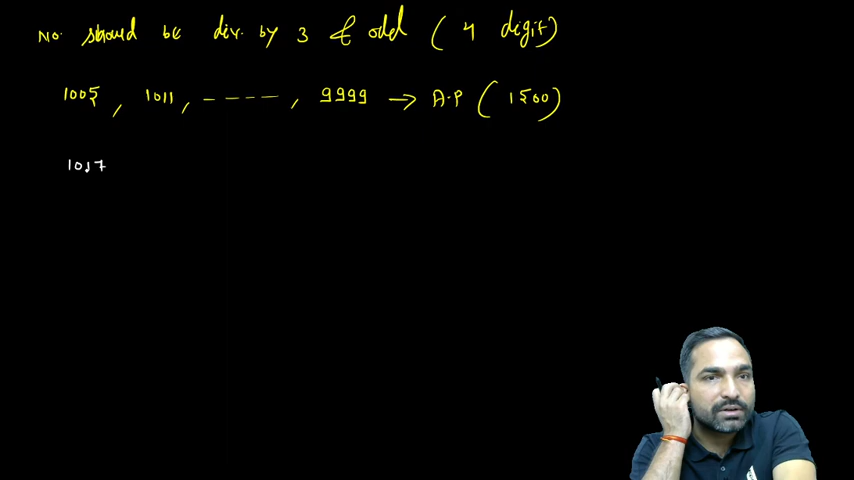 No. should be div. by 3 & odd ( 4 digit)
1005, 1011, -----, 9999 → A.P ( 1500)
1017